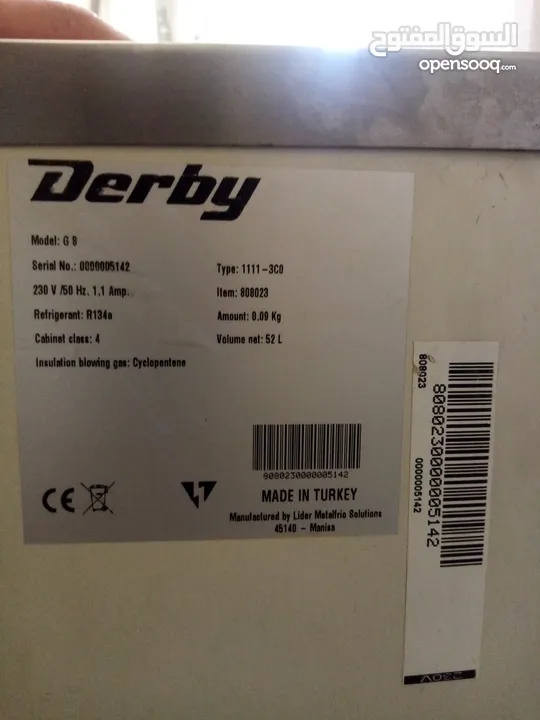 السوق المفتوح
opensooq.com
Derby
Model: G 8
Serial No.: 0000005142
Type: 1111-3C0
230 V /50 Hz. 1,1 Amp.
Item: 808023
Refrigerant: R134a
Amount: 0.09 Kg
Cabinet class: 4
Volume net: 52 L
Insulation blowing gas: Cyclopentene
8080230000005142
CE
MADE IN TURKEY
Manufactured by Lider Metalfrio Solutions
45140 - Manisa
808023
8080230000005142
0000005142
230V